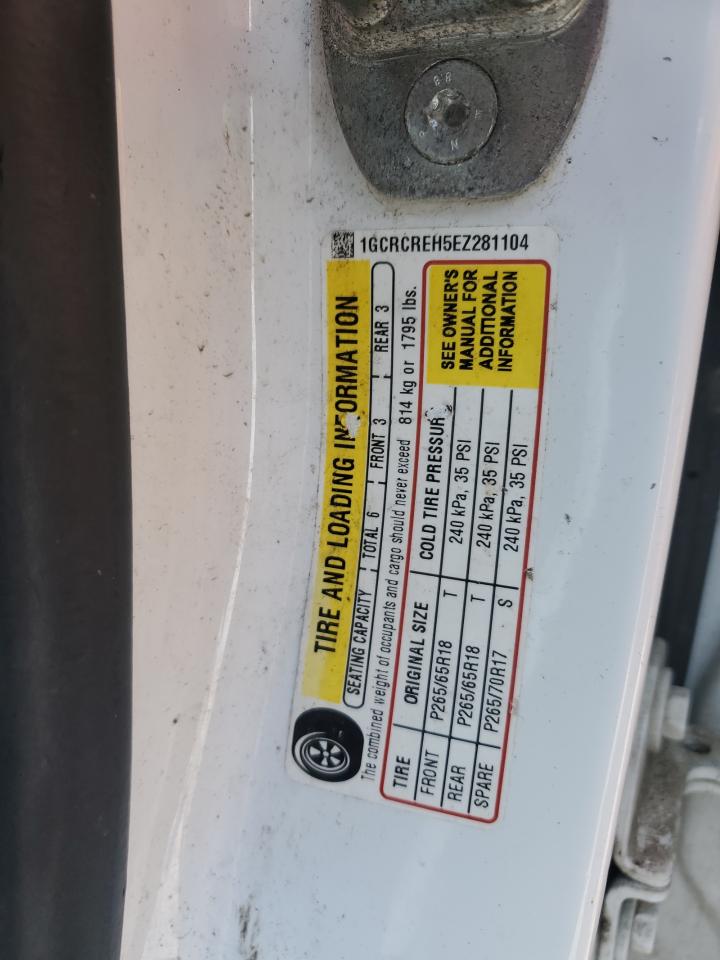 1GCRCREH5EZ281104
TIRE AND LOADING INFORMATION
SEATING CAPACITY TOTAL 6 FRONT 3 REAR 3
The combined weight of occupants and cargo should never exceed 814 kg or 1795 lbs.
TIRE ORIGINAL SIZE COLD TIRE PRESSUR
FRONT P265/65R18 T 240 kPa, 35 PSI
REAR P265/65R18 T 240 kPa, 35 PSI
SPARE P265/70R17 S 240 kPa, 35 PSI
SEE OWNER'S
MANUAL FOR
ADDITIONAL
INFORMATION